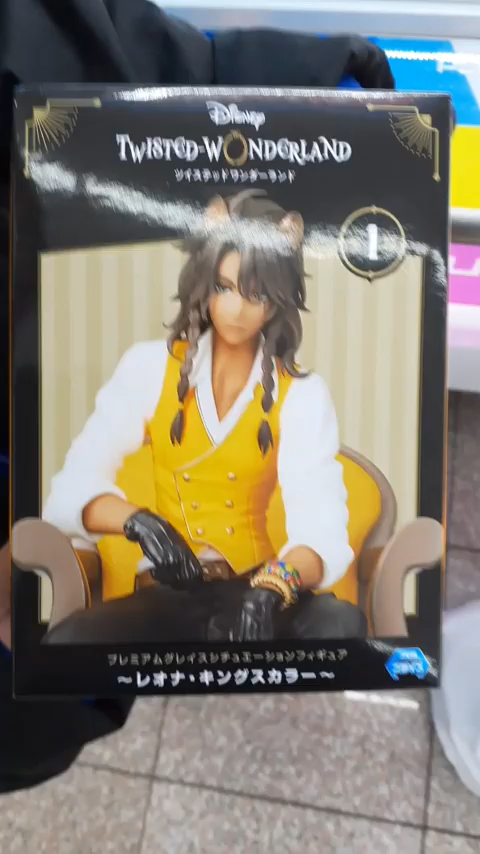 Disney
TWISTED-WONDERLAND
ツイステッドワンダーランド
1
プレミアムグレイスシチュエーションフィギュア
～レオナ・キングスカラー～